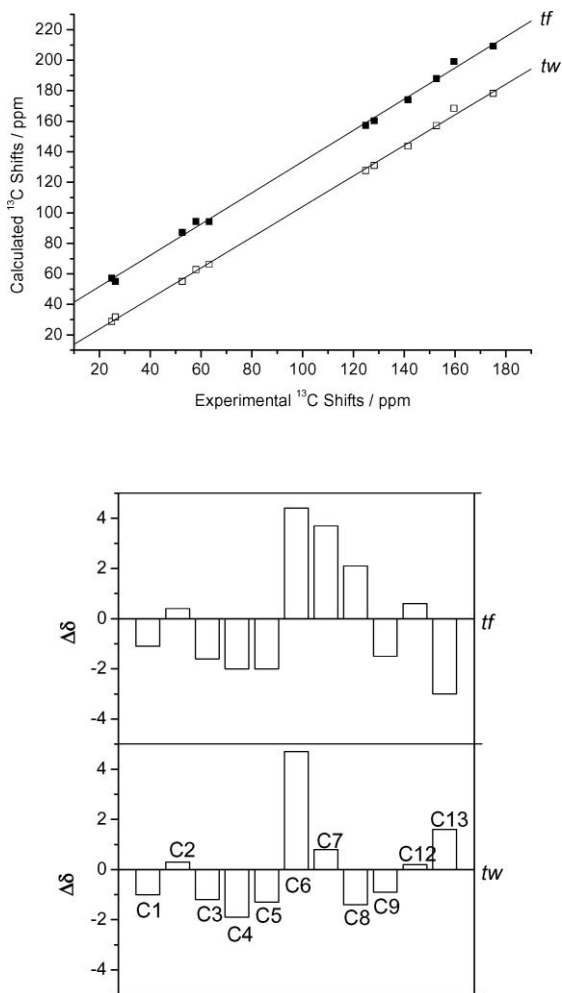 220
200
180
160
140
120
100
80
60
40
20
Calculated ¹³C Shifts / ppm
tf
tw
20 40 60 80 100 120 140 160 180
Experimental ¹³C Shifts / ppm
4
2
0
-2
-4
Δδ
tf
4
2
0
-2
-4
Δδ
C1
C2
C3
C4
C5
C6
C7
C8
C9
C12
C13
tw